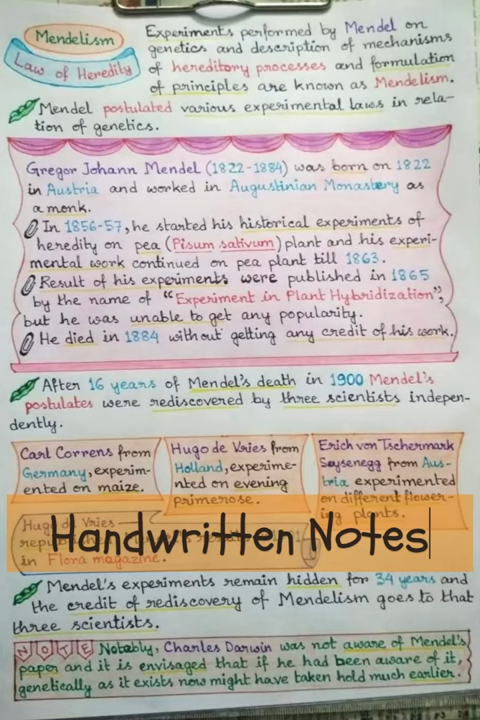 Mendelism
Law of Heredity
Experiments performed by Mendel on
genetics and description of mechanisms
of hereditory processes and formulation
of principles are known as Mendelism.
Mendel postulated various experimental laws in rela-
tion of genetics.
Gregor Johann Mendel (1822-1884) was born on 1822
in Austria and worked in Augustinian Monastery as
a monk.
In 1856-57, he started his historical experiments of
heredity on pea (Pisum sativum) plant and his experi-
mental work continued on pea plant till 1863.
Result of his experiments were published in 1865
by the name of "Experiment in Plant Hybridization",
but he was unable to get any popularity.
He died in 1884 without getting any credit of his work.
After 16 years of Mendel's death in 1900 Mendel's
postulates were rediscovered by three scientists indepen-
dently.
Carl Correns from
Germany, experim-
ented on maize.
Hugo de Vries from
Holland, experime-
nted on evening
primerose.
Erich von Tschermark
Seysenegg from Aus-
tria experimented
on different flower-
ing plants.
Hugo de Vries
in Flora magazine.
Handwritten Notes
Mendel's experiments remain hidden for 34 years and
the credit of rediscovery of Mendelism goes to that
three scientists.
NOTE Notably, Charles Darwin was not aware of Mendel's
paper and it is envisaged that if he had been aware of it,
genetically as it exists now might have taken hold much earlier.